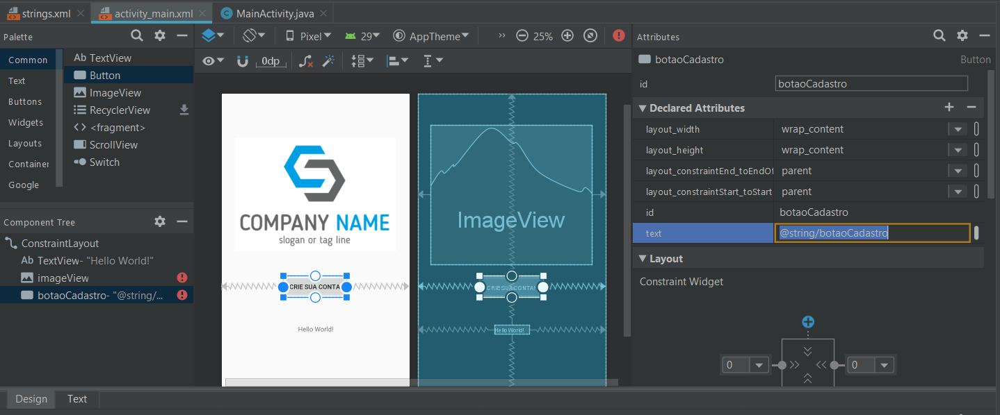 strings.xml
activity_main.xml
MainActivity.java
Palette
Pixel
29
AppTheme
25%
Attributes
Common
Text
Buttons
Widgets
Layouts
Container
Google
Ab TextView
Button
ImageView
RecyclerView
<fragment>
ScrollView
Switch
0dp
Component Tree
ConstraintLayout
Ab TextView- "Hello World!"
imageView
botaoCadastro- "@string/...
COMPANY NAME
slogan or tag line
CRIE SUA CONTA
Hello World!
ImageView
CRIE SUA CONTA!
Hello World!
botaoCadastro
Button
id
botaoCadastro
Declared Attributes
layout_width
wrap_content
layout_height
wrap_content
layout_constraintEnd_toEndOf
parent
layout_constraintStart_toStart
parent
id
botaoCadastro
text
@string/botaoCadastro
Layout
Constraint Widget
0
0
Design
Text